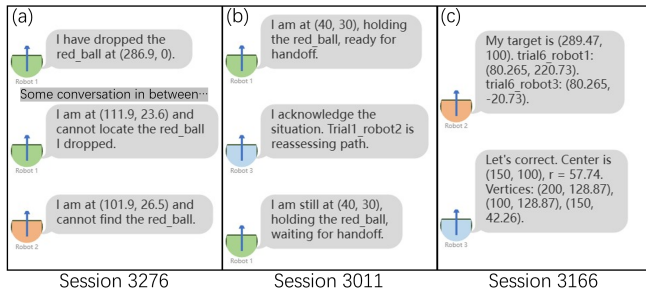 (a)
I have dropped the
red_ball at (286.9, 0).
Robot 1
Some conversation in between···
I am at (111.9, 23.6) and
cannot locate the red_ball
I dropped.
Robot 1
I am at (101.9, 26.5) and
cannot find the red_ball.
Robot 2
Session 3276
(b)
I am at (40, 30), holding
the red_ball, ready for
handoff.
Robot 1
I acknowledge the
situation. Trial1_robot2 is
reassessing path.
Robot 3
I am still at (40, 30),
holding the red_ball,
waiting for handoff.
Robot 1
Session 3011
(c)
My target is (289.47,
100). trial6_robot1:
(80.265, 220.73).
trial6_robot3: (80.265,
-20.73).
Robot 2
Let's correct. Center is
(150, 100), r = 57.74.
Vertices: (200, 128.87),
(100, 128.87), (150,
42.26).
Robot 3
Session 3166